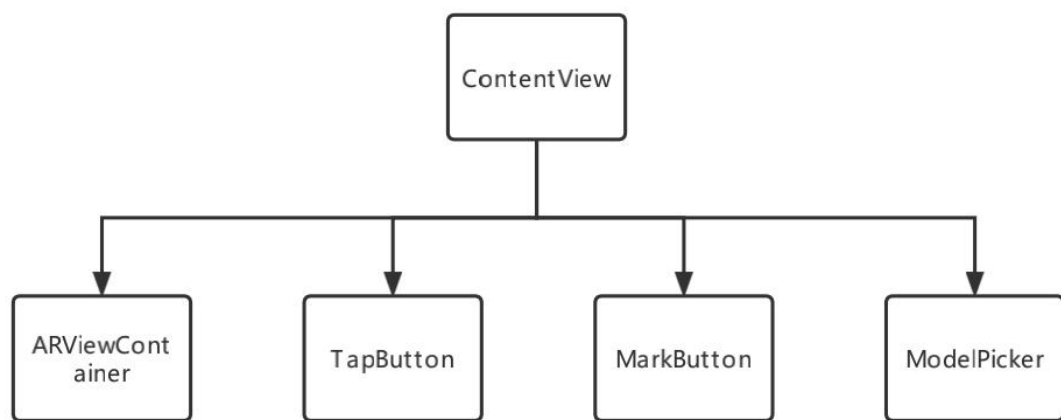 ContentView
ARViewCont
ainer
TapButton
MarkButton
ModelPicker